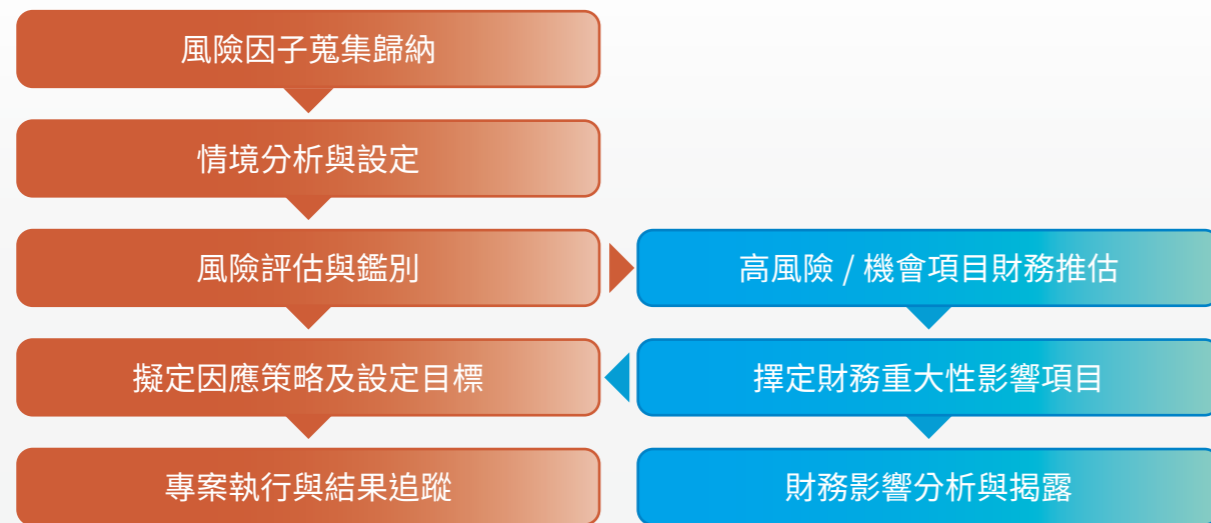 風險因子蒐集歸納
情境分析與設定
風險評估與鑑別
高風險 / 機會項目財務推估
擬定因應策略及設定目標
擇定財務重大性影響項目
專案執行與結果追蹤
財務影響分析與揭露